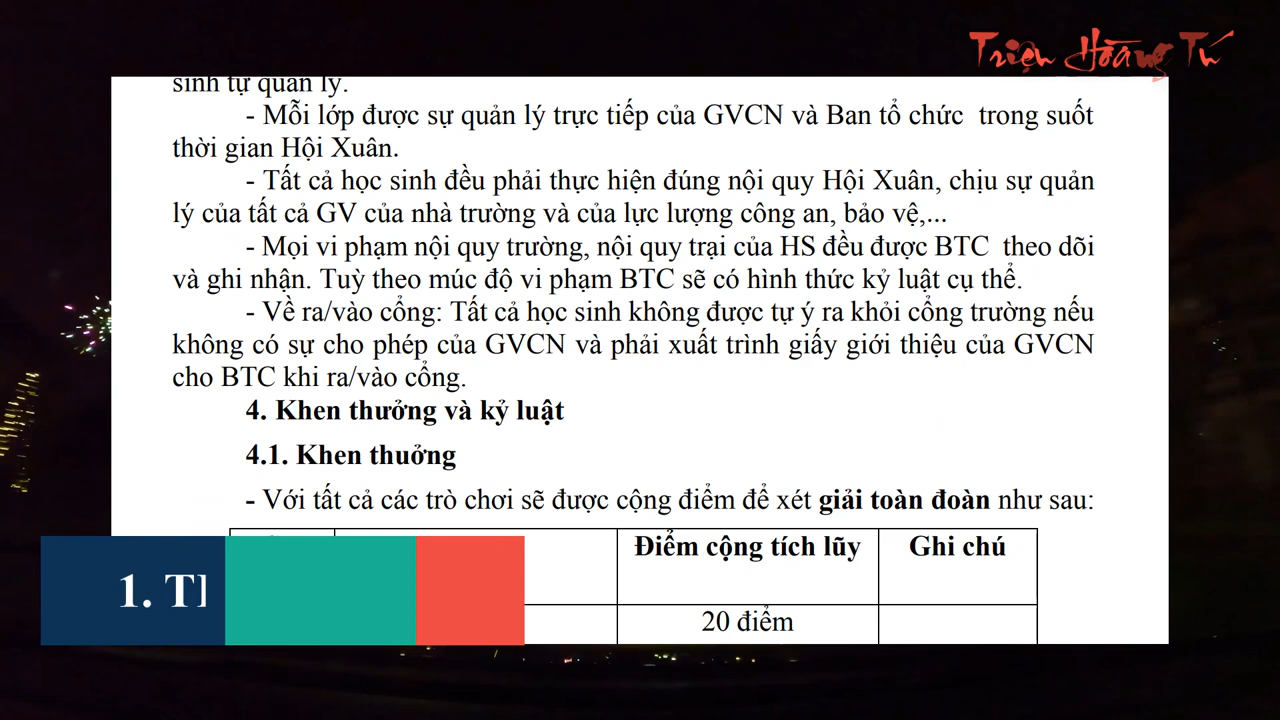 Triệu Hoàng Tú
sinh tự quản lý.
- Mỗi lớp được sự quản lý trực tiếp của GVCN và Ban tổ chức trong suốt
thời gian Hội Xuân.
- Tất cả học sinh đều phải thực hiện đúng nội quy Hội Xuân, chịu sự quản
lý của tất cả GV của nhà trường và của lực lượng công an, bảo vệ,...
- Mọi vi phạm nội quy trường, nội quy trại của HS đều được BTC theo dõi
và ghi nhận. Tuỳ theo múc độ vi phạm BTC sẽ có hình thức kỷ luật cụ thể.
- Về ra/vào cổng: Tất cả học sinh không được tự ý ra khỏi cổng trường nếu
không có sự cho phép của GVCN và phải xuất trình giấy giới thiệu của GVCN
cho BTC khi ra/vào cổng.
4. Khen thưởng và kỷ luật
4.1. Khen thuởng
- Với tất cả các trò chơi sẽ được cộng điểm để xét giải toàn đoàn như sau:
Điểm cộng tích lũy Ghi chú
1.
20 điểm